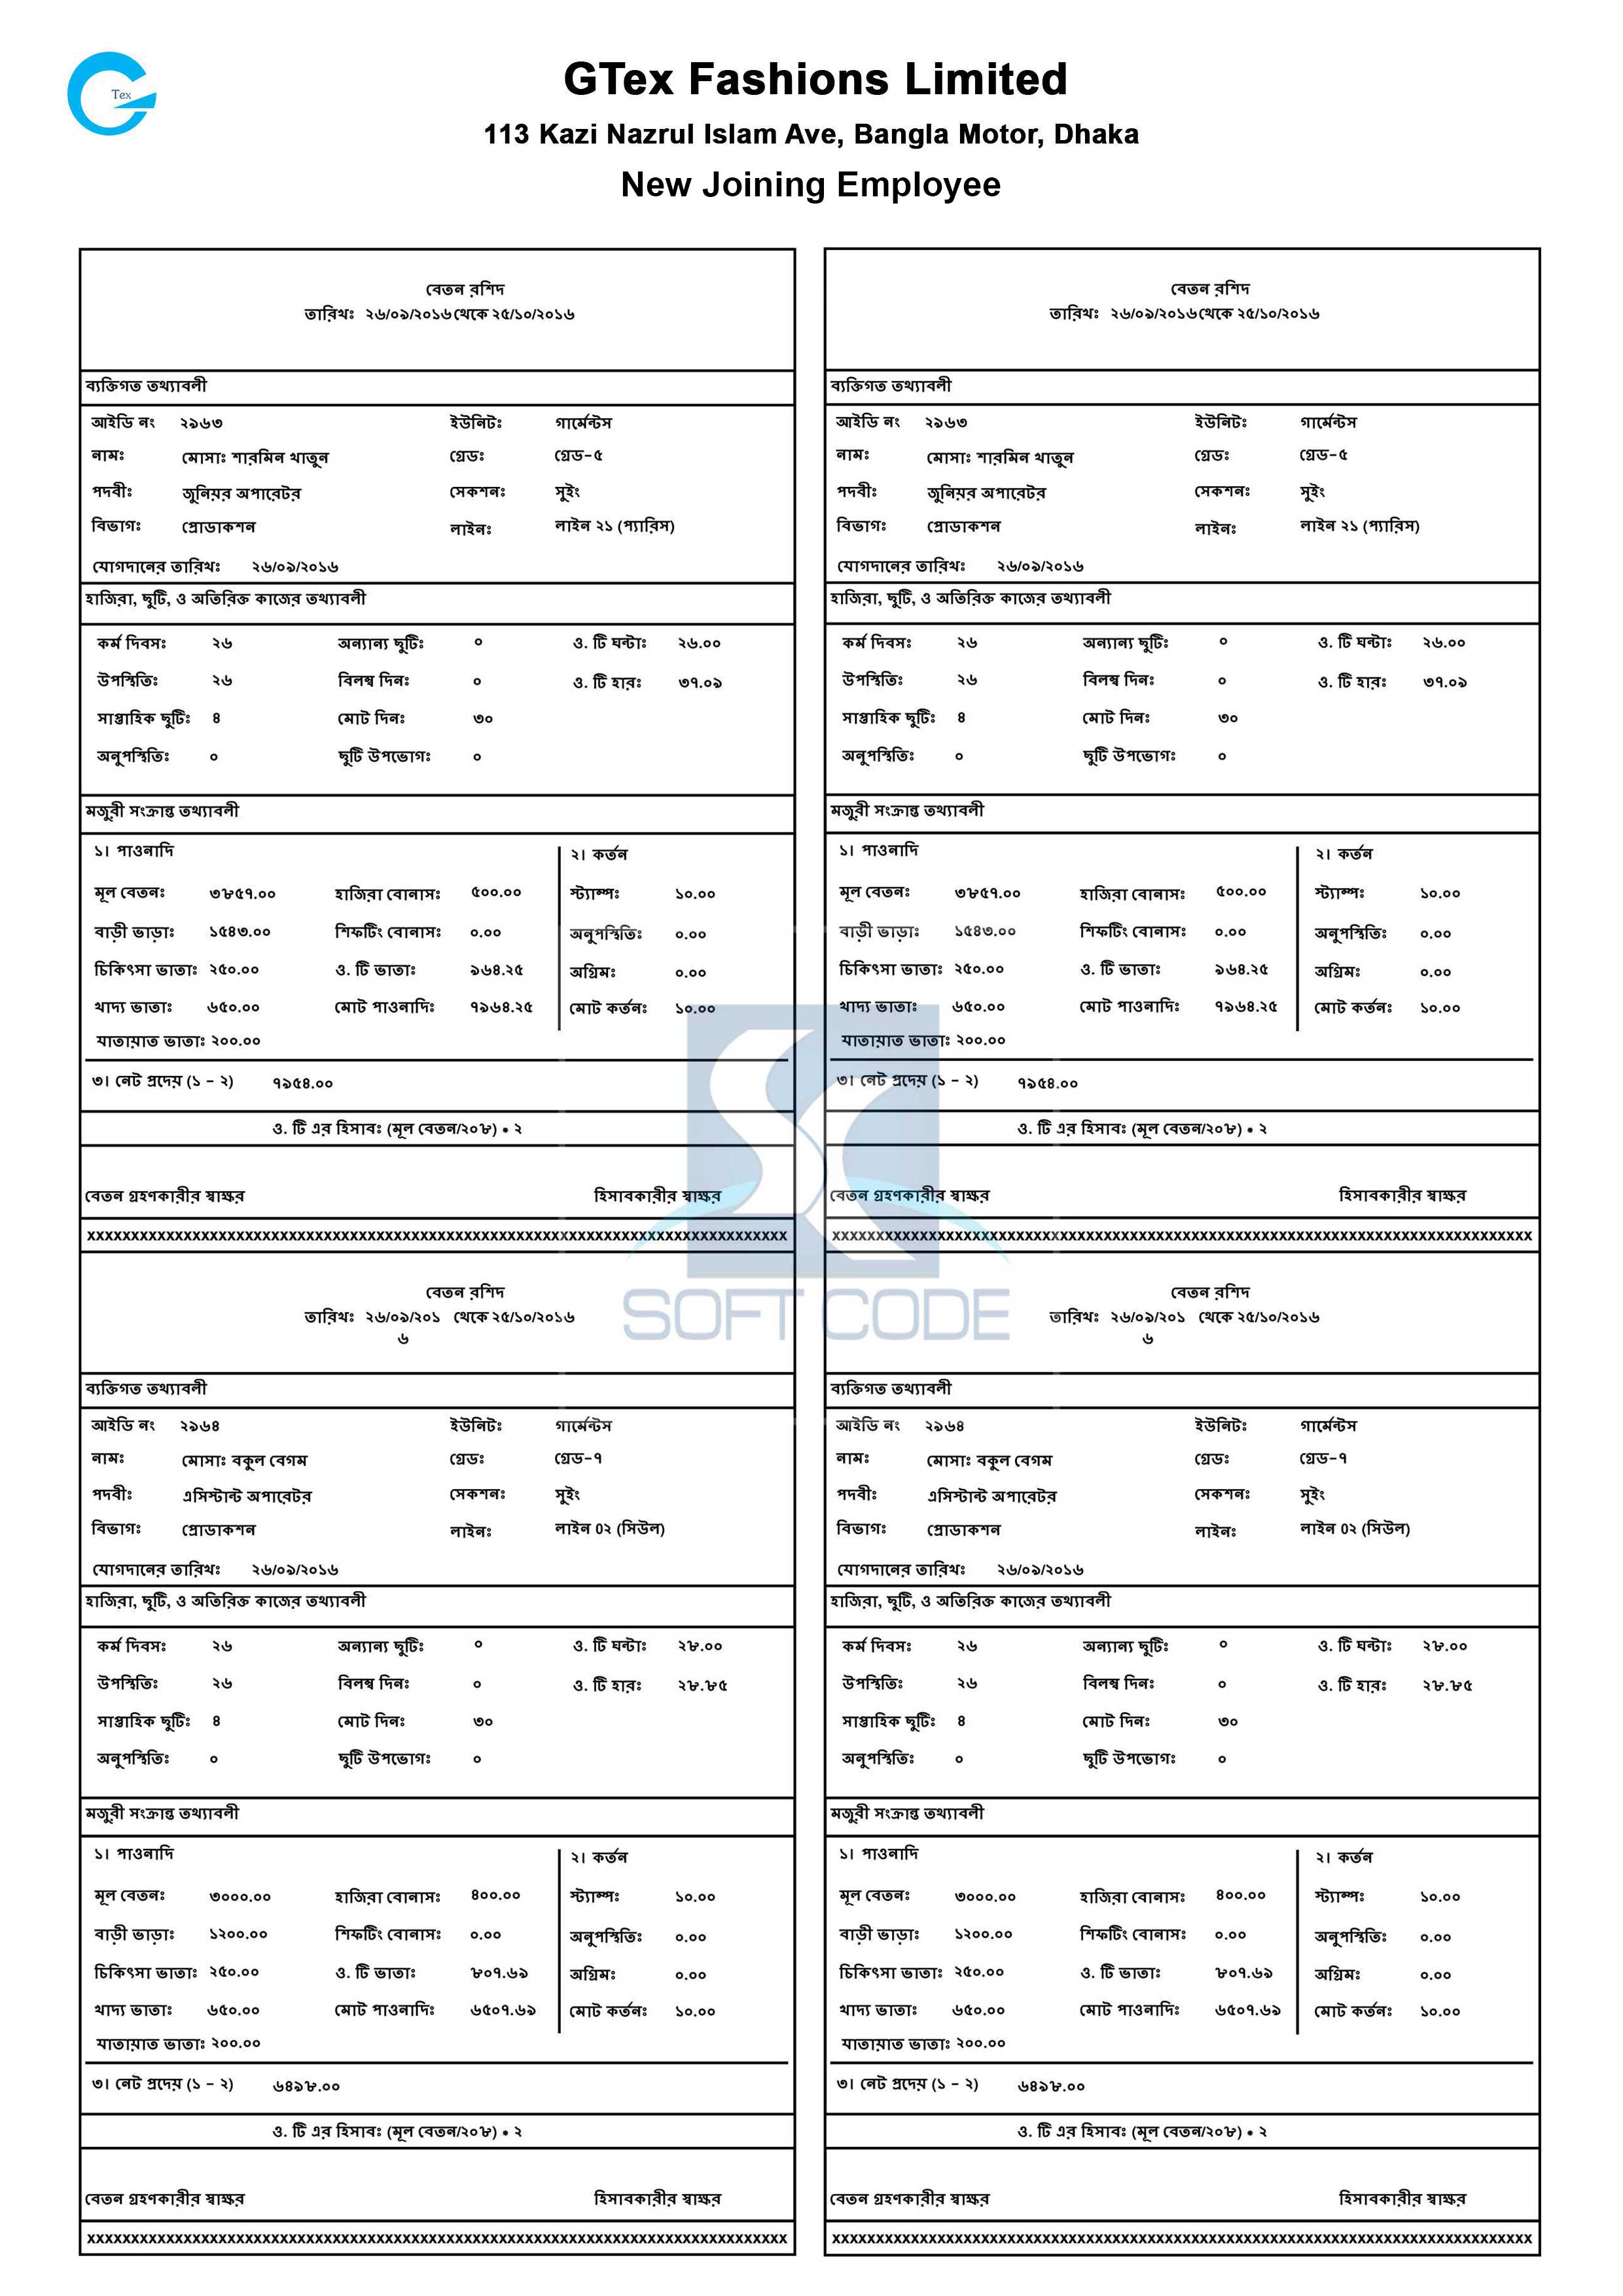 Tex
GTex Fashions Limited
113 Kazi Nazrul Islam Ave, Bangla Motor, Dhaka
New Joining Employee
বেতন রশিদ
তারিখঃ ২৬/০৯/২০১৬ থেকে ২৫/১০/২০১৬
ব্যক্তিগত তথ্যাবলী
আইডি নং ২৯৬৩ ইউনিটঃ গার্মেন্টস
নামঃ মোসাঃ শারমিন খাতুন গ্রেডঃ গ্রেড-৫
পদবীঃ জুনিয়র অপারেটর সেকশনঃ সুইং
বিভাগঃ প্রোডাকশন লাইনঃ লাইন ২১ (প্যারিস)
যোগদানের তারিখঃ ২৬/০৯/২০১৬
হাজিরা, ছুটি, ও অতিরিক্ত কাজের তথ্যাবলী
কর্ম দিবসঃ ২৬ অন্যান্য ছুটিঃ ০ ও. টি ঘন্টাঃ ২৬.০০
উপস্থিতিঃ ২৬ বিলম্ব দিনঃ ০ ও. টি হারঃ ৩৭.০৯
সাপ্তাহিক ছুটিঃ ৪ মোট দিনঃ ৩০
অনুপস্থিতিঃ ০ ছুটি উপভোগঃ ০
মজুরী সংক্রান্ত তথ্যাবলী
১। পাওনাদি ২। কর্তন
মূল বেতনঃ ৩৮৫৭.০০ হাজিরা বোনাসঃ ৫০০.০০ স্ট্যাম্পঃ ১০.০০
বাড়ী ভাড়াঃ ১৫৪৩.০০ শিফটিং বোনাসঃ ০.০০ অনুপস্থিতিঃ ০.০০
চিকিৎসা ভাতাঃ ২৫০.০০ ও. টি ভাতাঃ ৯৬৪.২৫ অগ্রিমঃ ০.০০
খাদ্য ভাতাঃ ৬৫০.০০ মোট পাওনাদিঃ ৭৯৬৪.২৫ মোট কর্তনঃ ১০.০০
যাতায়াত ভাতাঃ ২০০.০০
৩। নেট প্রদেয় (১ - ২) ৭৯৫৪.০০
ও. টি এর হিসাবঃ (মূল বেতন/২০৮) * ২
বেতন গ্রহণকারীর স্বাক্ষর হিসাবকারীর স্বাক্ষর
xxxxxxxxxxxxxxxxxxxxxxxxxxxxxxxxxxxxxxxxxxxxxxxxxxxxxxxxxxxxxxxxxxxxxxxxxxxxxxxx
বেতন রশিদ
তারিখঃ ২৬/০৯/২০১ থেকে ২৫/১০/২০১৬
৬
ব্যক্তিগত তথ্যাবলী
আইডি নং ২৯৬৪ ইউনিটঃ গার্মেন্টস
নামঃ মোসাঃ বকুল বেগম গ্রেডঃ গ্রেড-৭
পদবীঃ এসিস্টান্ট অপারেটর সেকশনঃ সুইং
বিভাগঃ প্রোডাকশন লাইনঃ লাইন 0২ (সিউল)
যোগদানের তারিখঃ ২৬/০৯/২০১৬
হাজিরা, ছুটি, ও অতিরিক্ত কাজের তথ্যাবলী
কর্ম দিবসঃ ২৬ অন্যান্য ছুটিঃ ০ ও. টি ঘন্টাঃ ২৮.০০
উপস্থিতিঃ ২৬ বিলম্ব দিনঃ ০ ও. টি হারঃ ২৮.৮৫
সাপ্তাহিক ছুটিঃ ৪ মোট দিনঃ ৩০
অনুপস্থিতিঃ ০ ছুটি উপভোগঃ ০
মজুরী সংক্রান্ত তথ্যাবলী
১। পাওনাদি ২। কর্তন
মূল বেতনঃ ৩০০০.০০ হাজিরা বোনাসঃ ৪০০.০০ স্ট্যাম্পঃ ১০.০০
বাড়ী ভাড়াঃ ১২০০.০০ শিফটিং বোনাসঃ ০.০০ অনুপস্থিতিঃ ০.০০
চিকিৎসা ভাতাঃ ২৫০.০০ ও. টি ভাতাঃ ৮০৭.৬৯ অগ্রিমঃ ০.০০
খাদ্য ভাতাঃ ৬৫০.০০ মোট পাওনাদিঃ ৬৫০৭.৬৯ মোট কর্তনঃ ১০.০০
যাতায়াত ভাতাঃ ২০০.০০
৩। নেট প্রদেয় (১ - ২) ৬৪৯৮.০০
ও. টি এর হিসাবঃ (মূল বেতন/২০৮) * ২
বেতন গ্রহণকারীর স্বাক্ষর হিসাবকারীর স্বাক্ষর
xxxxxxxxxxxxxxxxxxxxxxxxxxxxxxxxxxxxxxxxxxxxxxxxxxxxxxxxxxxxxxxxxxxxxxxxxxxxxxxx
বেতন রশিদ
তারিখঃ ২৬/০৯/২০১৬ থেকে ২৫/১০/২০১৬
ব্যক্তিগত তথ্যাবলী
আইডি নং ২৯৬৩ ইউনিটঃ গার্মেন্টস
নামঃ মোসাঃ শারমিন খাতুন গ্রেডঃ গ্রেড-৫
পদবীঃ জুনিয়র অপারেটর সেকশনঃ সুইং
বিভাগঃ প্রোডাকশন লাইনঃ লাইন ২১ (প্যারিস)
যোগদানের তারিখঃ ২৬/০৯/২০১৬
হাজিরা, ছুটি, ও অতিরিক্ত কাজের তথ্যাবলী
কর্ম দিবসঃ ২৬ অন্যান্য ছুটিঃ ০ ও. টি ঘন্টাঃ ২৬.০০
উপস্থিতিঃ ২৬ বিলম্ব দিনঃ ০ ও. টি হারঃ ৩৭.০৯
সাপ্তাহিক ছুটিঃ ৪ মোট দিনঃ ৩০
অনুপস্থিতিঃ ০ ছুটি উপভোগঃ ০
মজুরী সংক্রান্ত তথ্যাবলী
১। পাওনাদি ২। কর্তন
মূল বেতনঃ ৩৮৫৭.০০ হাজিরা বোনাসঃ ৫০০.০০ স্ট্যাম্পঃ ১০.০০
বাড়ী ভাড়াঃ ১৫৪৩.০০ শিফটিং বোনাসঃ ০.০০ অনুপস্থিতিঃ ০.০০
চিকিৎসা ভাতাঃ ২৫০.০০ ও. টি ভাতাঃ ৯৬৪.২৫ অগ্রিমঃ ০.০০
খাদ্য ভাতাঃ ৬৫০.০০ মোট পাওনাদিঃ ৭৯৬৪.২৫ মোট কর্তনঃ ১০.০০
যাতায়াত ভাতাঃ ২০০.০০
৩। নেট প্রদেয় (১ - ২) ৭৯৫৪.০০
ও. টি এর হিসাবঃ (মূল বেতন/২০৮) * ২
বেতন গ্রহণকারীর স্বাক্ষর হিসাবকারীর স্বাক্ষর
xxxxxxxxxxxxxxxxxxxxxxxxxxxxxxxxxxxxxxxxxxxxxxxxxxxxxxxxxxxxxxxxxxxxxxxxxxxxxxxx
বেতন রশিদ
তারিখঃ ২৬/০৯/২০১ থেকে ২৫/১০/২০১৬
৬
ব্যক্তিগত তথ্যাবলী
আইডি নং ২৯৬৪ ইউনিটঃ গার্মেন্টস
নামঃ মোসাঃ বকুল বেগম গ্রেডঃ গ্রেড-৭
পদবীঃ এসিস্টান্ট অপারেটর সেকশনঃ সুইং
বিভাগঃ প্রোডাকশন লাইনঃ লাইন 0২ (সিউল)
যোগদানের তারিখঃ ২৬/০৯/২০১৬
হাজিরা, ছুটি, ও অতিরিক্ত কাজের তথ্যাবলী
কর্ম দিবসঃ ২৬ অন্যান্য ছুটিঃ ০ ও. টি ঘন্টাঃ ২৮.০০
উপস্থিতিঃ ২৬ বিলম্ব দিনঃ ০ ও. টি হারঃ ২৮.৮৫
সাপ্তাহিক ছুটিঃ ৪ মোট দিনঃ ৩০
অনুপস্থিতিঃ ০ ছুটি উপভোগঃ ০
মজুরী সংক্রান্ত তথ্যাবলী
১। পাওনাদি ২। কর্তন
মূল বেতনঃ ৩০০০.০০ হাজিরা বোনাসঃ ৪০০.০০ স্ট্যাম্পঃ ১০.০০
বাড়ী ভাড়াঃ ১২০০.০০ শিফটিং বোনাসঃ ০.০০ অনুপস্থিতিঃ ০.০০
চিকিৎসা ভাতাঃ ২৫০.০০ ও. টি ভাতাঃ ৮০৭.৬৯ অগ্রিমঃ ০.০০
খাদ্য ভাতাঃ ৬৫০.০০ মোট পাওনাদিঃ ৬৫০৭.৬৯ মোট কর্তনঃ ১০.০০
যাতায়াত ভাতাঃ ২০০.০০
৩। নেট প্রদেয় (১ - ২) ৬৪৯৮.০০
ও. টি এর হিসাবঃ (মূল বেতন/২০৮) * ২
বেতন গ্রহণকারীর স্বাক্ষর হিসাবকারীর স্বাক্ষর
xxxxxxxxxxxxxxxxxxxxxxxxxxxxxxxxxxxxxxxxxxxxxxxxxxxxxxxxxxxxxxxxxxxxxxxxxxxxxxxx
SOFT CODE